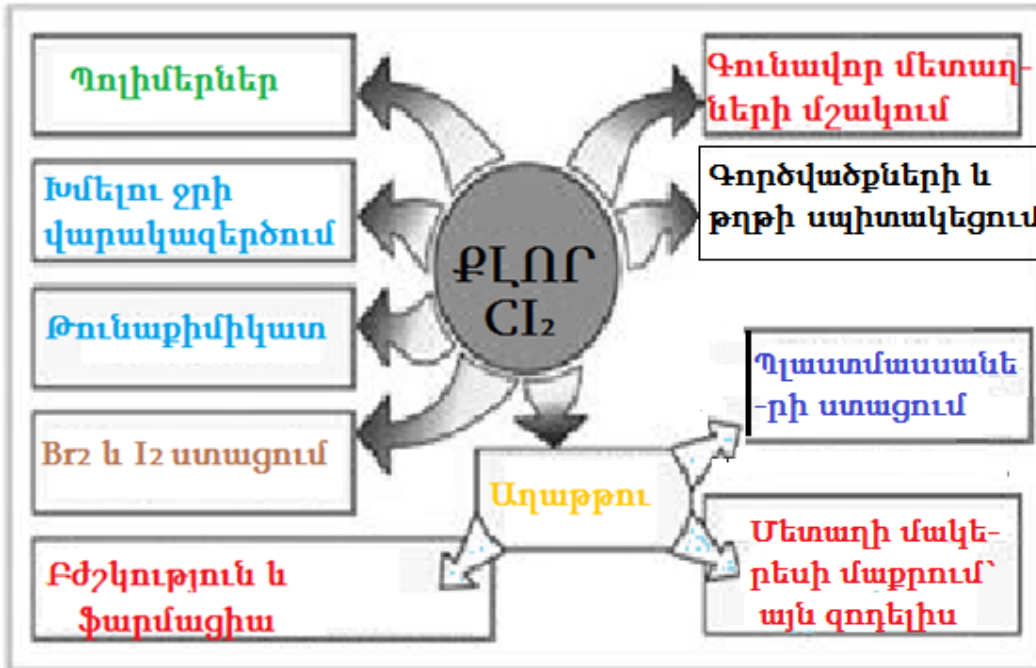 Պոլիմերներ
Գունավոր մետաղ-
ների մշակում
Խմելու ջրի
վարակազերծում
Գործվածքների և
թղթի սպիտակեցում
ՔԼՈՐ
CI₂
Թունաքիմիկատ
Պլաստմասսանե
-րի ստացում
Br₂ և I₂ ստացում
Աղաթթու
Բժշկություն և
ֆարմացիա
Մետաղի մակե-
րեսի մաքրում՝
այն զոդելիս